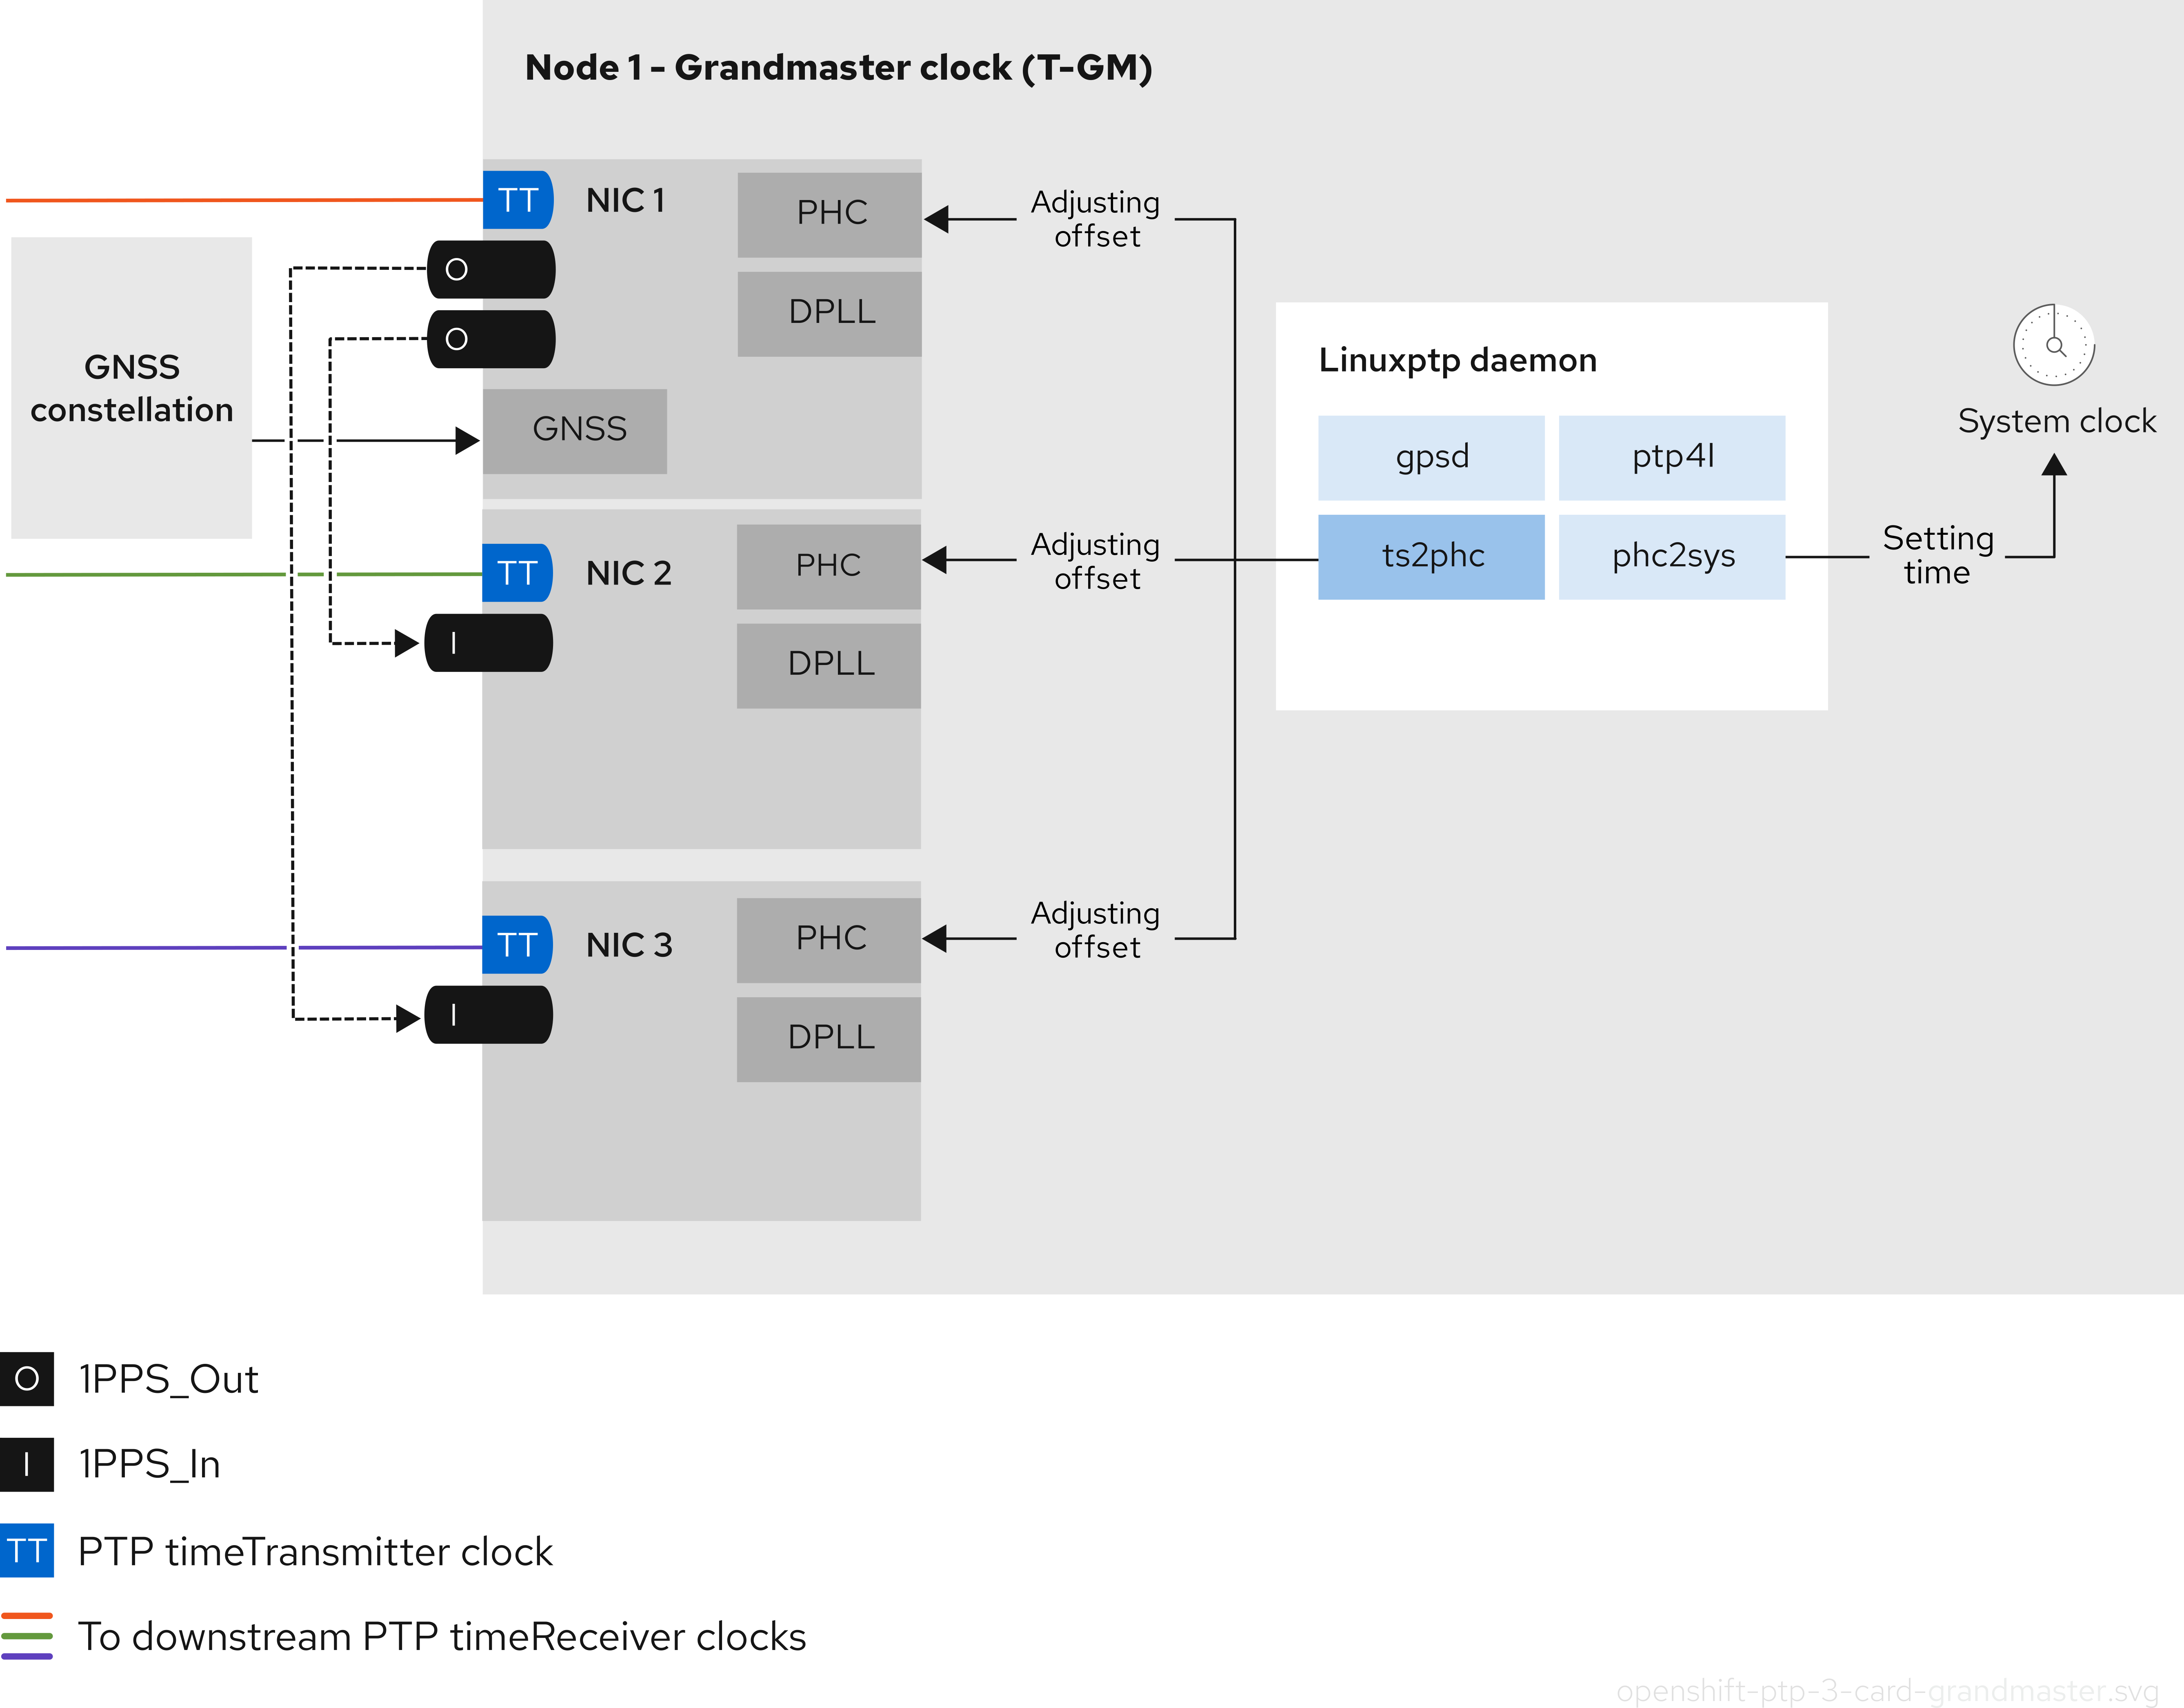 Node 1 - Grandmaster clock (T-GM)
TT
NIC 1
PHC
Adjusting
offset
O
DPLL
O
GNSS
constellation
GNSS
Linuxptp daemon
gpsd
ptp4l
ts2phc
phc2sys
System clock
Setting
time
TT
NIC 2
PHC
Adjusting
offset
I
DPLL
TT
NIC 3
PHC
Adjusting
offset
I
DPLL
O
1PPS_Out
I
1PPS_In
TT
PTP timeTransmitter clock
To downstream PTP timeReceiver clocks
openshift-ptp-3-card-grandmaster.svg